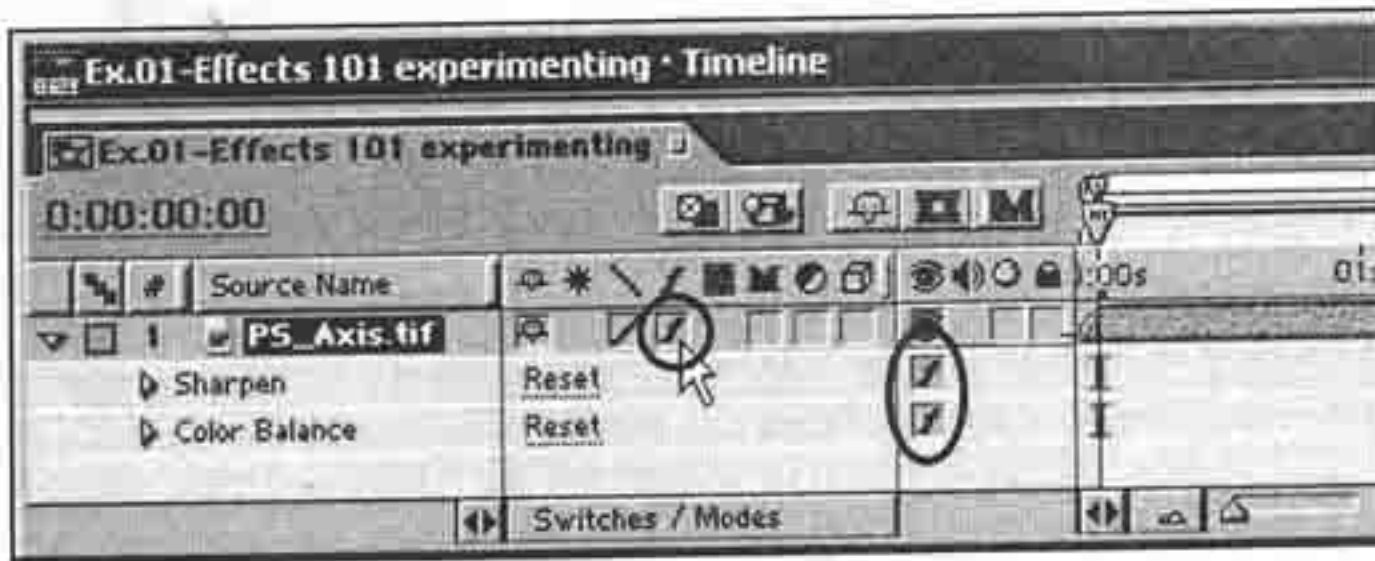 Ex.01-Effects 101 experimenting • Timeline
Ex.01-Effects 101 experimenting
0:00:00:00
# Source Name :00s 01s
1 PS_Axis.tif
Sharpen Reset
Color Balance Reset
Switches / Modes